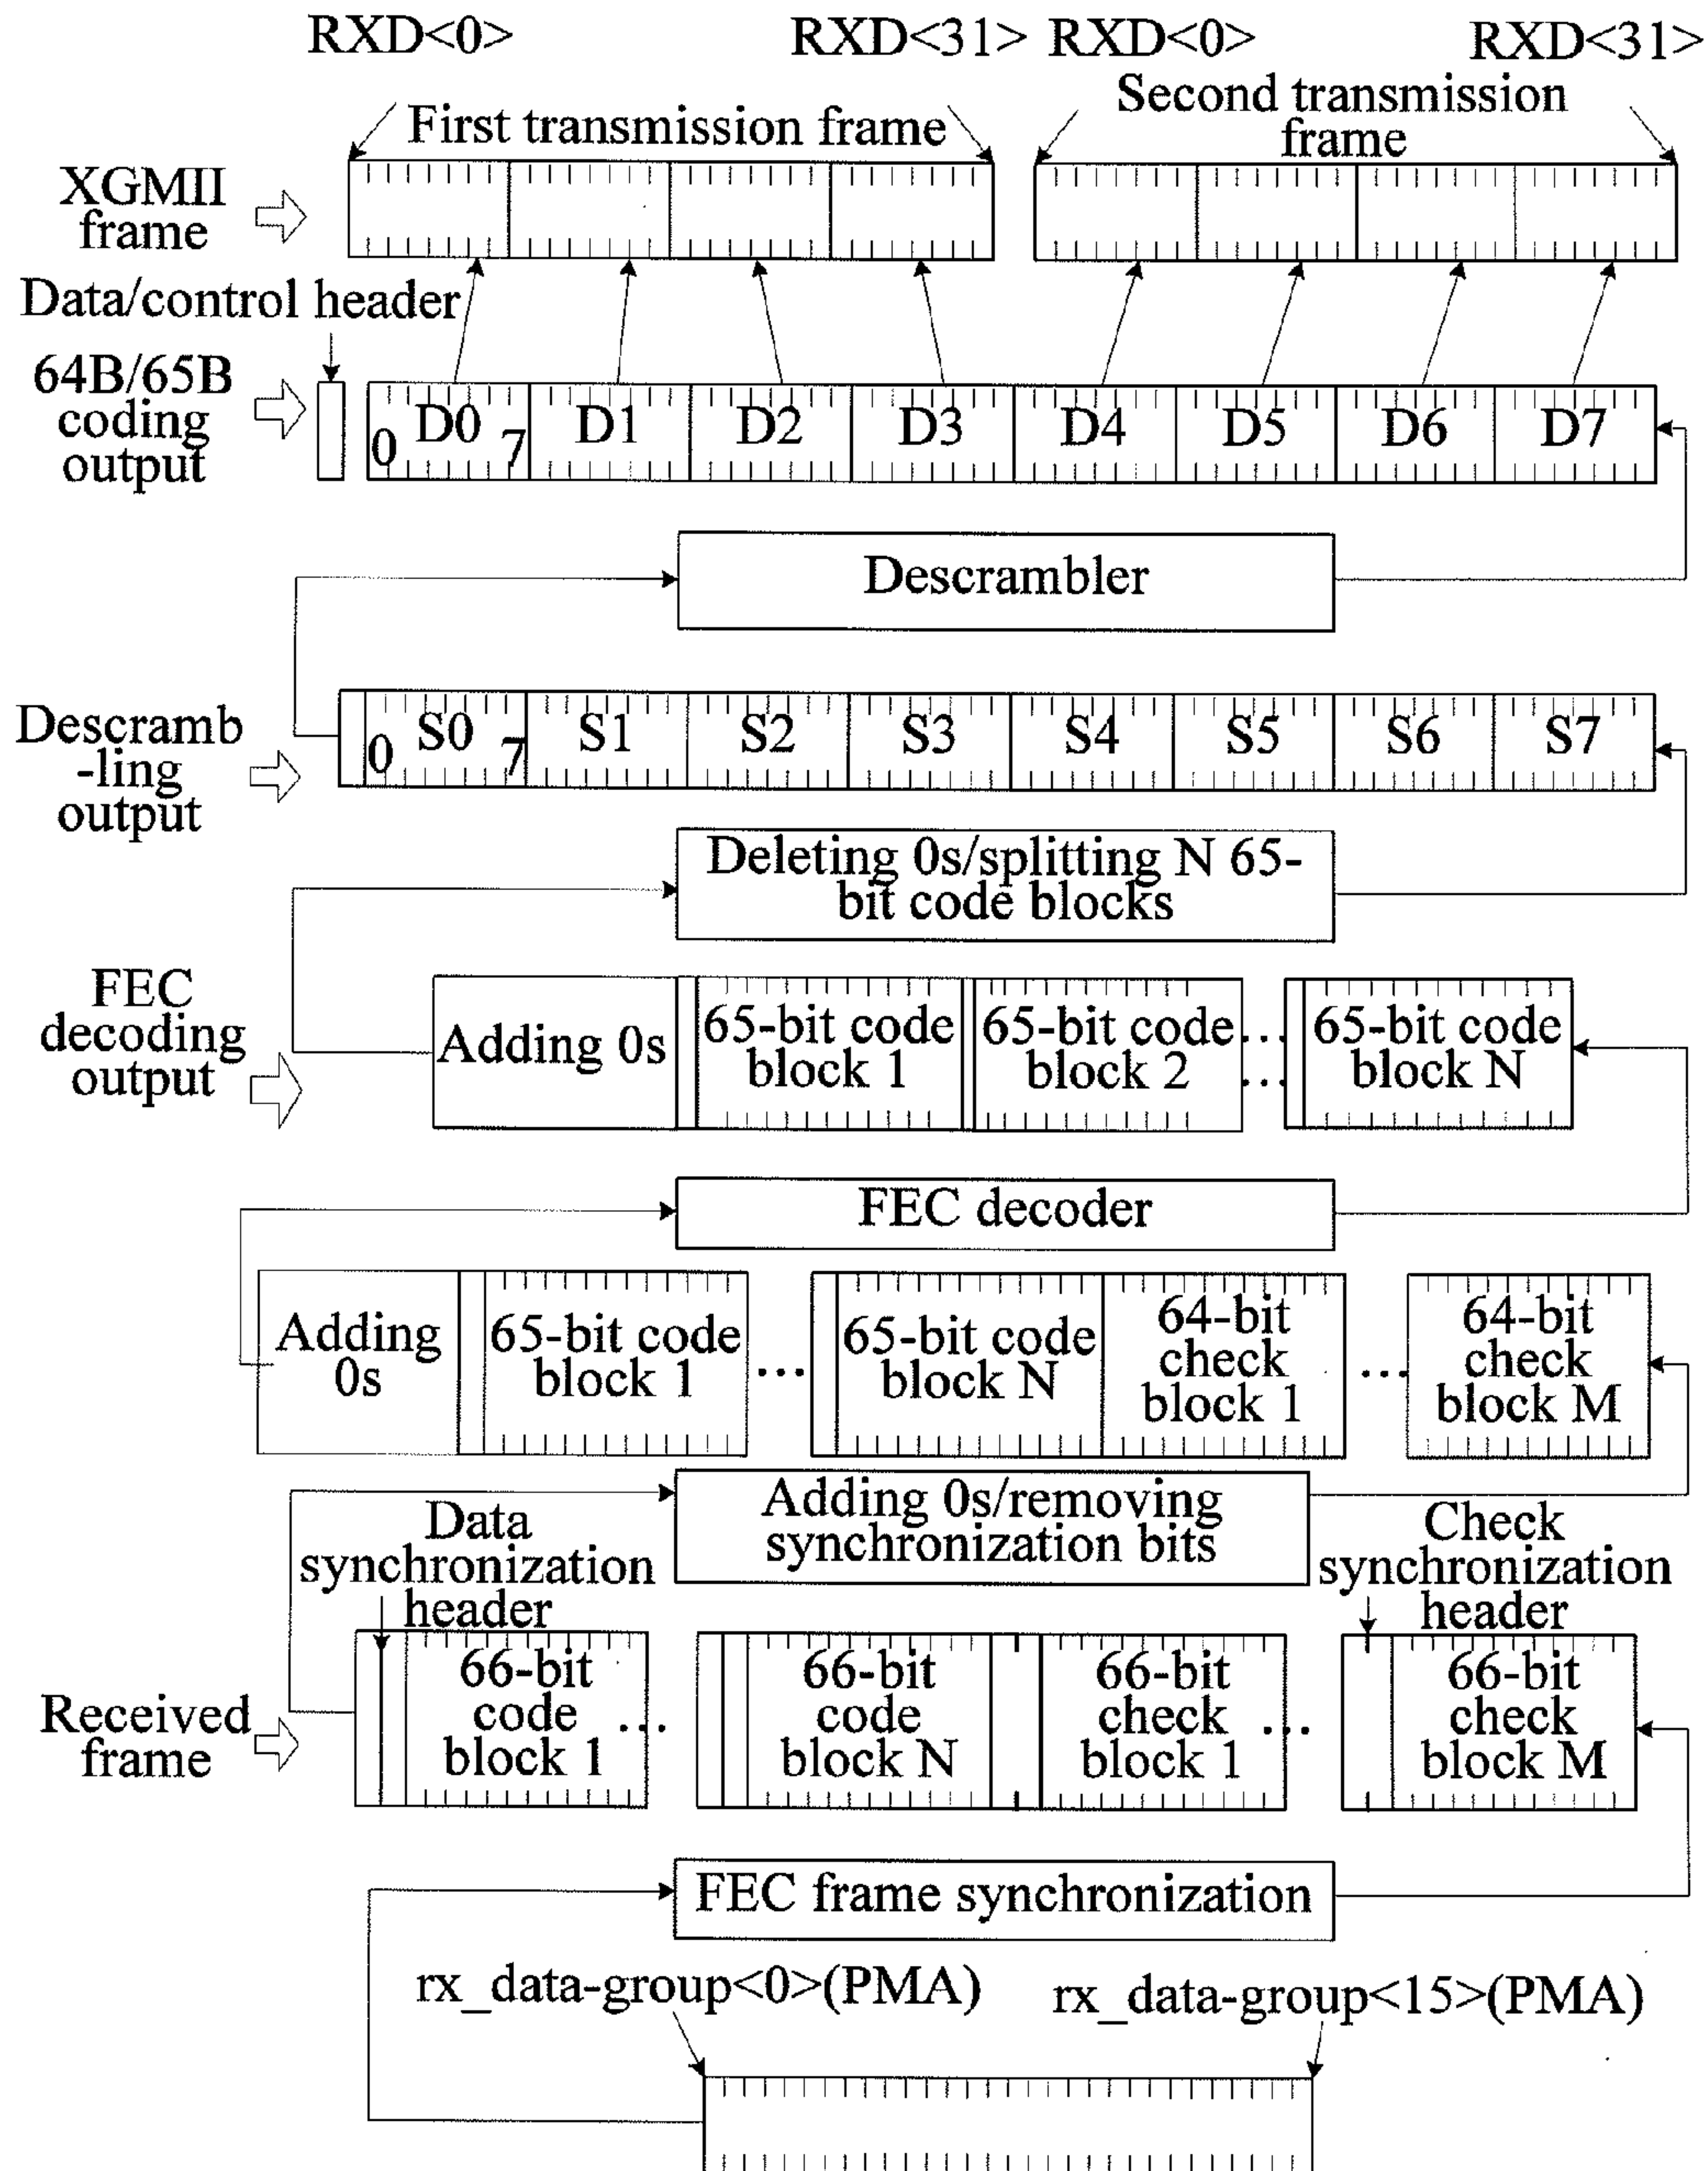 RXD<0> RXD<31> RXD<0> RXD<31>
First transmission frame
Second transmission
frame
XGMII
frame
Data/control header
64B/65B
coding
output
0 D0 7 D1 D2 D3 D4 D5 D6 D7
Descrambler
Descramb
-ling
output
0 S0 7 S1 S2 S3 S4 S5 S6 S7
Deleting 0s/splitting N 65-
bit code blocks
FEC
decoding
output
Adding 0s
65-bit code
block 1
65-bit code
block 2
...
...
65-bit code
block N
FEC decoder
Adding
0s
65-bit code
block 1
...
65-bit code
block N
64-bit
check
block 1
...
64-bit
check
block M
Adding 0s/removing
synchronization bits
Data
synchronization
header
Check
synchronization
header
Received
frame
66-bit
code
block 1
...
66-bit
code
block N
66-bit
check
block 1
...
66-bit
check
block M
FEC frame synchronization
rx_data-group<0>(PMA)
rx_data-group<15>(PMA)